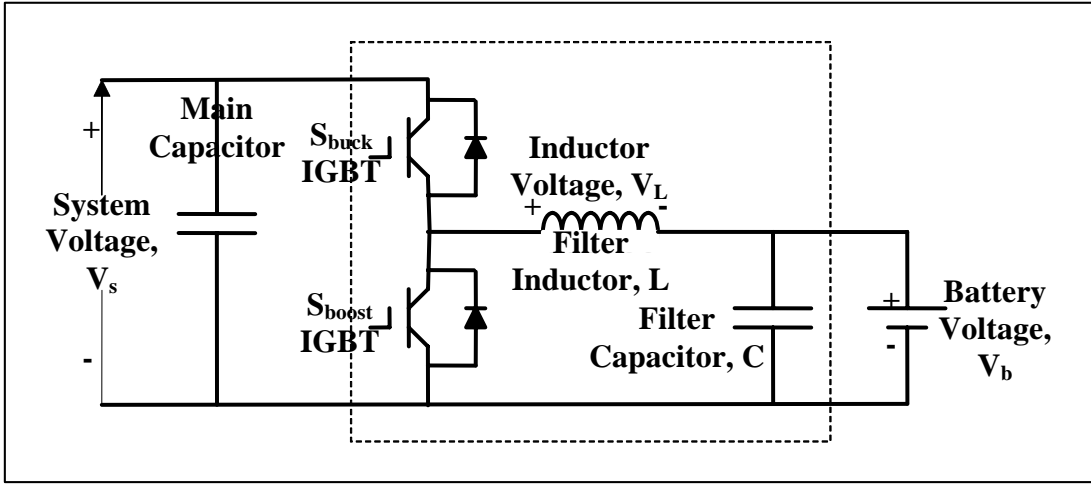 Main
Capacitor
+
System
Voltage,
Vs
-
Sbuck
IGBT
Sboost
IGBT
Inductor
Voltage, VL
+ -
Filter
Inductor, L
Filter
Capacitor, C
+
-
Battery
Voltage,
Vb